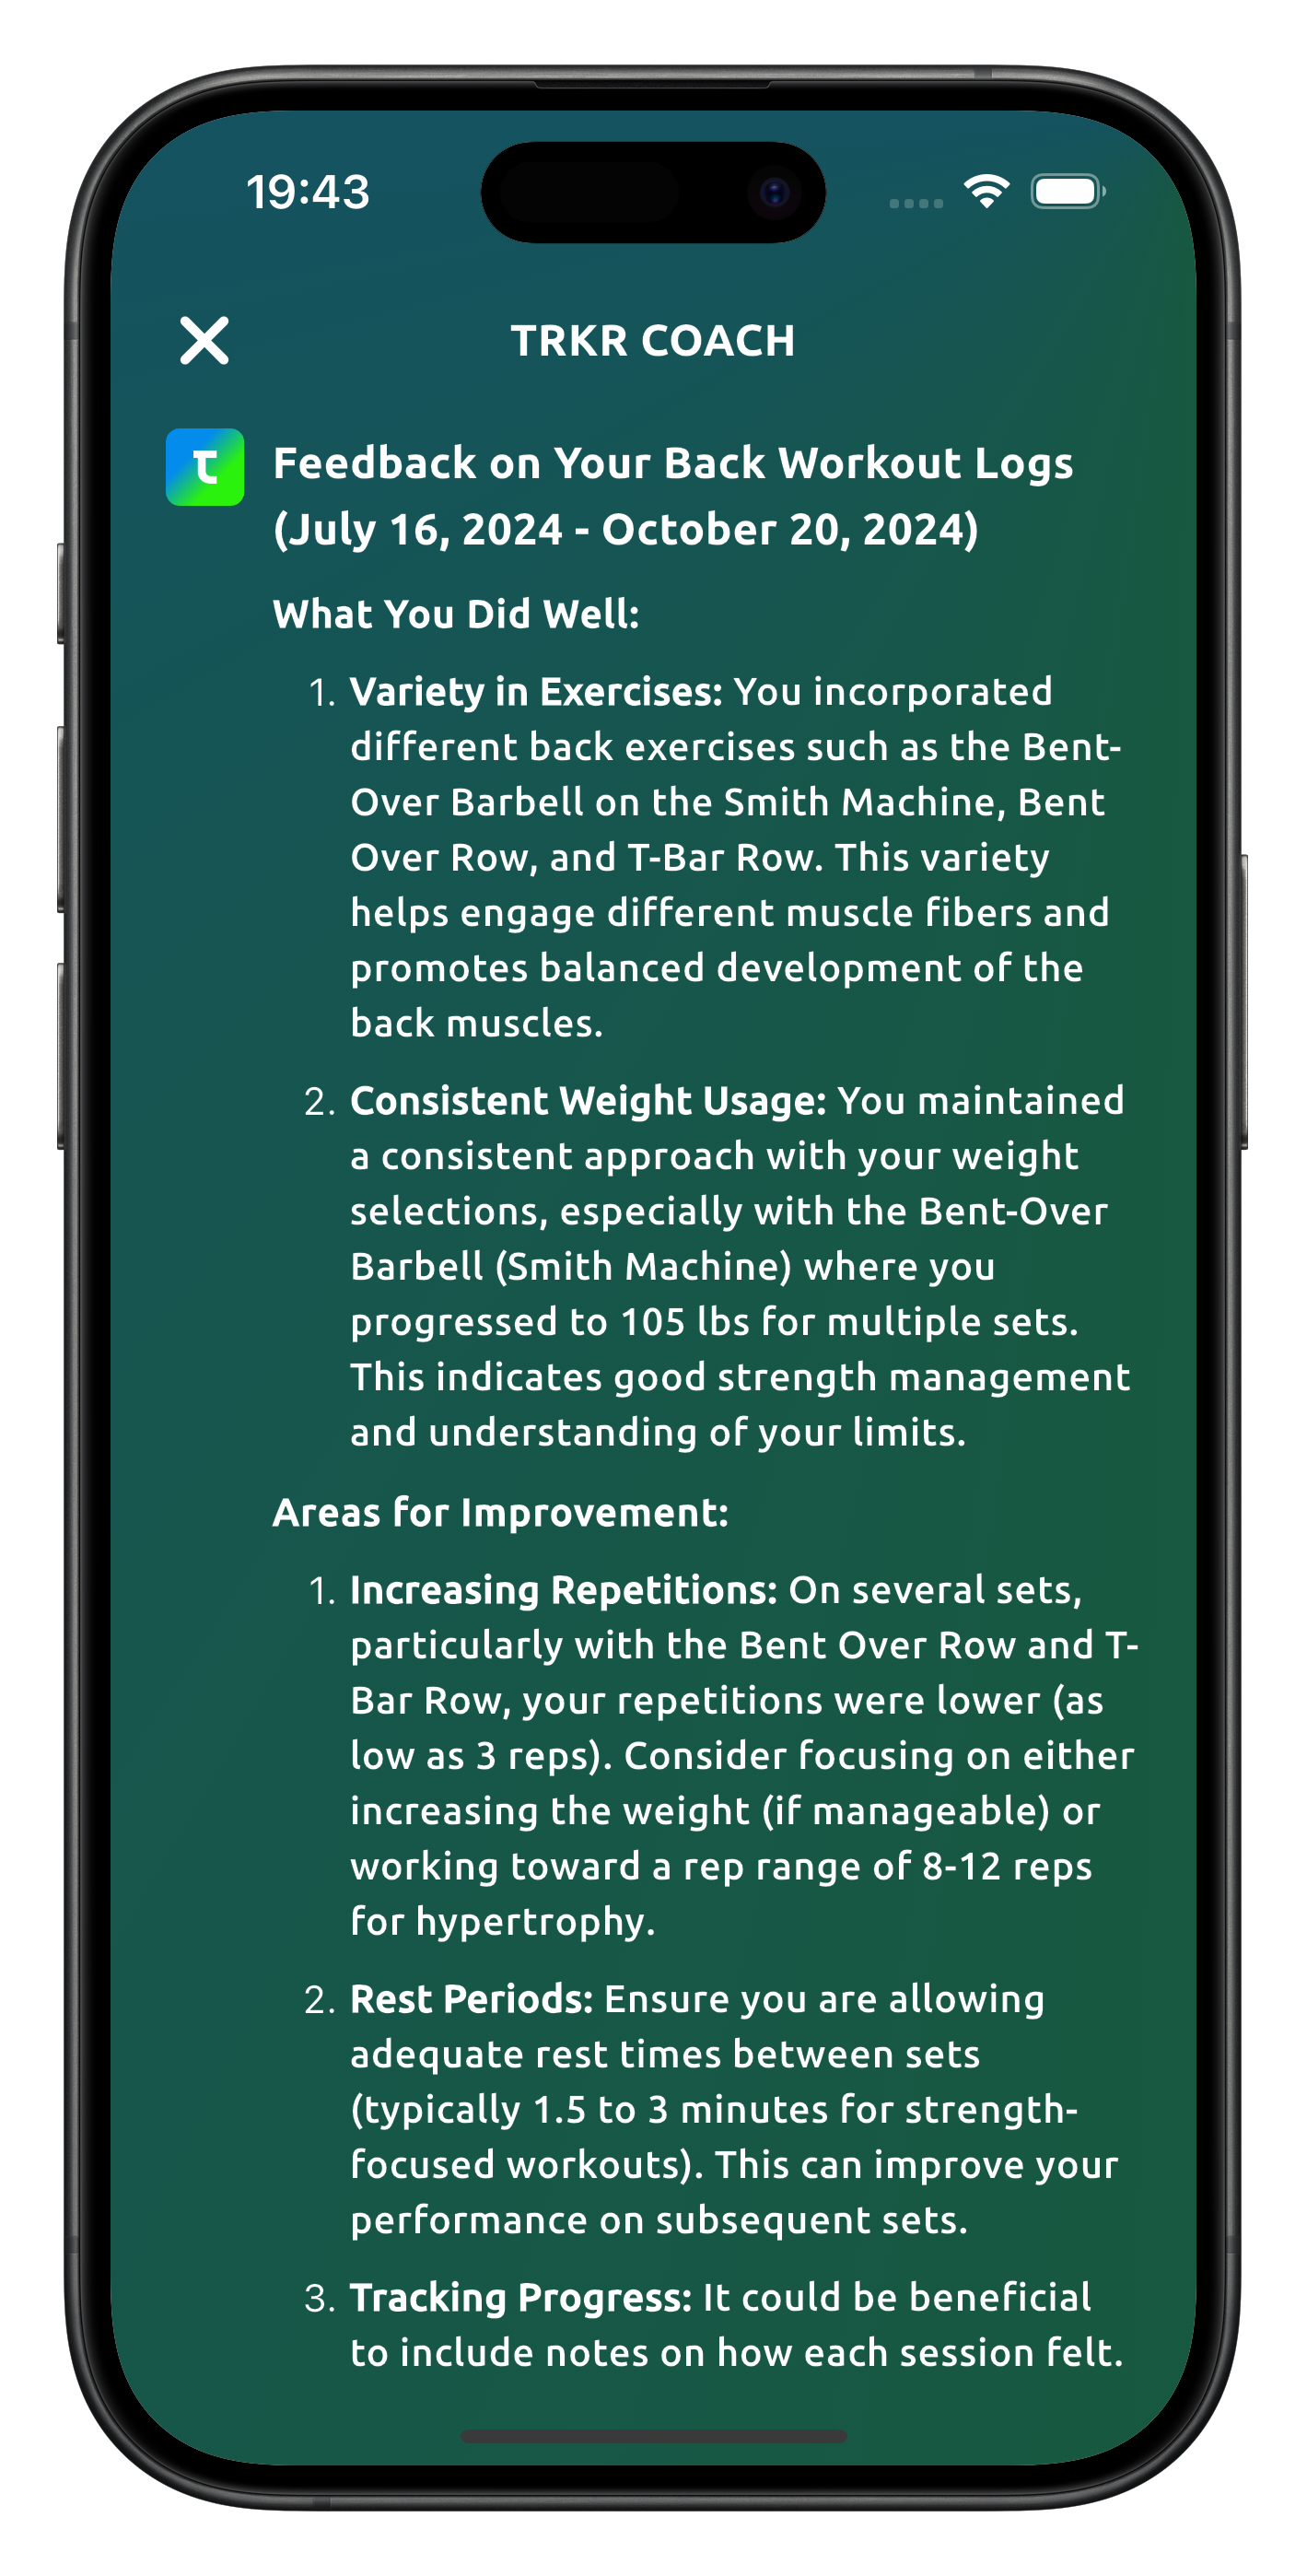 19:43
TRKR COACH
t
Feedback on Your Back Workout Logs
(July 16, 2024 - October 20, 2024)
What You Did Well:
1. Variety in Exercises: You incorporated
different back exercises such as the Bent-
Over Barbell on the Smith Machine, Bent
Over Row, and T-Bar Row. This variety
helps engage different muscle fibers and
promotes balanced development of the
back muscles.
2. Consistent Weight Usage: You maintained
a consistent approach with your weight
selections, especially with the Bent-Over
Barbell (Smith Machine) where you
progressed to 105 lbs for multiple sets.
This indicates good strength management
and understanding of your limits.
Areas for Improvement:
1. Increasing Repetitions: On several sets,
particularly with the Bent Over Row and T-
Bar Row, your repetitions were lower (as
low as 3 reps). Consider focusing on either
increasing the weight (if manageable) or
working toward a rep range of 8-12 reps
for hypertrophy.
2. Rest Periods: Ensure you are allowing
adequate rest times between sets
(typically 1.5 to 3 minutes for strength-
focused workouts). This can improve your
performance on subsequent sets.
3. Tracking Progress: It could be beneficial
to include notes on how each session felt.